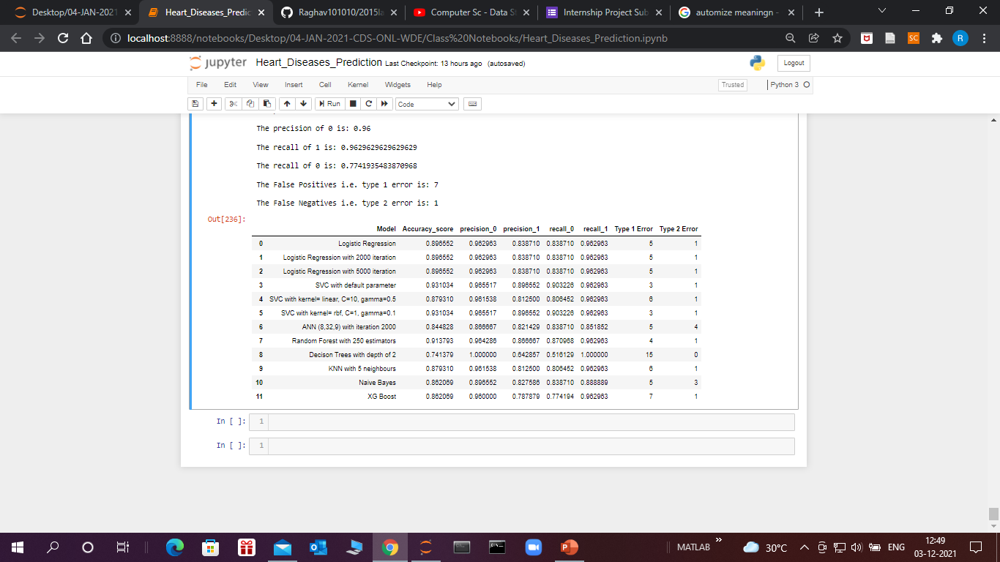 Desktop/04-JAN-2021
Heart_Diseases_Predic
Raghav101010/2015la
Computer Sc - Data St
Internship Project Sub
automize meaningn -
localhost:8888/notebooks/Desktop/04-JAN-2021-CDS-ONL-WDE/Class%20Notebooks/Heart_Diseases_Prediction.ipynb
SC
R
jupyter Heart_Diseases_Prediction Last Checkpoint: 13 hours ago (autosaved)
Logout
File Edit View Insert Cell Kernel Widgets Help
Trusted
Python 3
Run
Code
The precision of 0 is: 0.96
The recall of 1 is: 0.9629629629629629
The recall of 0 is: 0.7741935483870968
The False Positives i.e. type 1 error is: 7
The False Negatives i.e. type 2 error is: 1
Out[236]:
Model Accuracy_score precision_0 precision_1 recall_0 recall_1 Type 1 Error Type 2 Error
0 Logistic Regression 0.896552 0.962963 0.838710 0.838710 0.962963 5 1
1 Logistic Regression with 2000 iteration 0.896552 0.962963 0.838710 0.838710 0.962963 5 1
2 Logistic Regression with 5000 iteration 0.896552 0.962963 0.838710 0.838710 0.962963 5 1
3 SVC with default parameter 0.931034 0.965517 0.896552 0.903226 0.962963 3 1
4 SVC with kernel= linear, C=10, gamma=0.5 0.879310 0.961538 0.812500 0.806452 0.962963 6 1
5 SVC with kernel= rbf, C=1, gamma=0.1 0.931034 0.965517 0.896552 0.903226 0.962963 3 1
6 ANN (8,32,9) with iteration 2000 0.844828 0.866667 0.821429 0.838710 0.851852 5 4
7 Random Forest with 250 estimators 0.913793 0.964286 0.866667 0.870968 0.962963 4 1
8 Decison Trees with depth of 2 0.741379 1.000000 0.642857 0.516129 1.000000 15 0
9 KNN with 5 neighbours 0.879310 0.961538 0.812500 0.806452 0.962963 6 1
10 Naive Bayes 0.862069 0.896552 0.827586 0.838710 0.888889 5 3
11 XG Boost 0.862069 0.960000 0.787879 0.774194 0.962963 7 1
In [ ]: 1
In [ ]: 1
MATLAB
30°C
ENG
12:49
03-12-2021